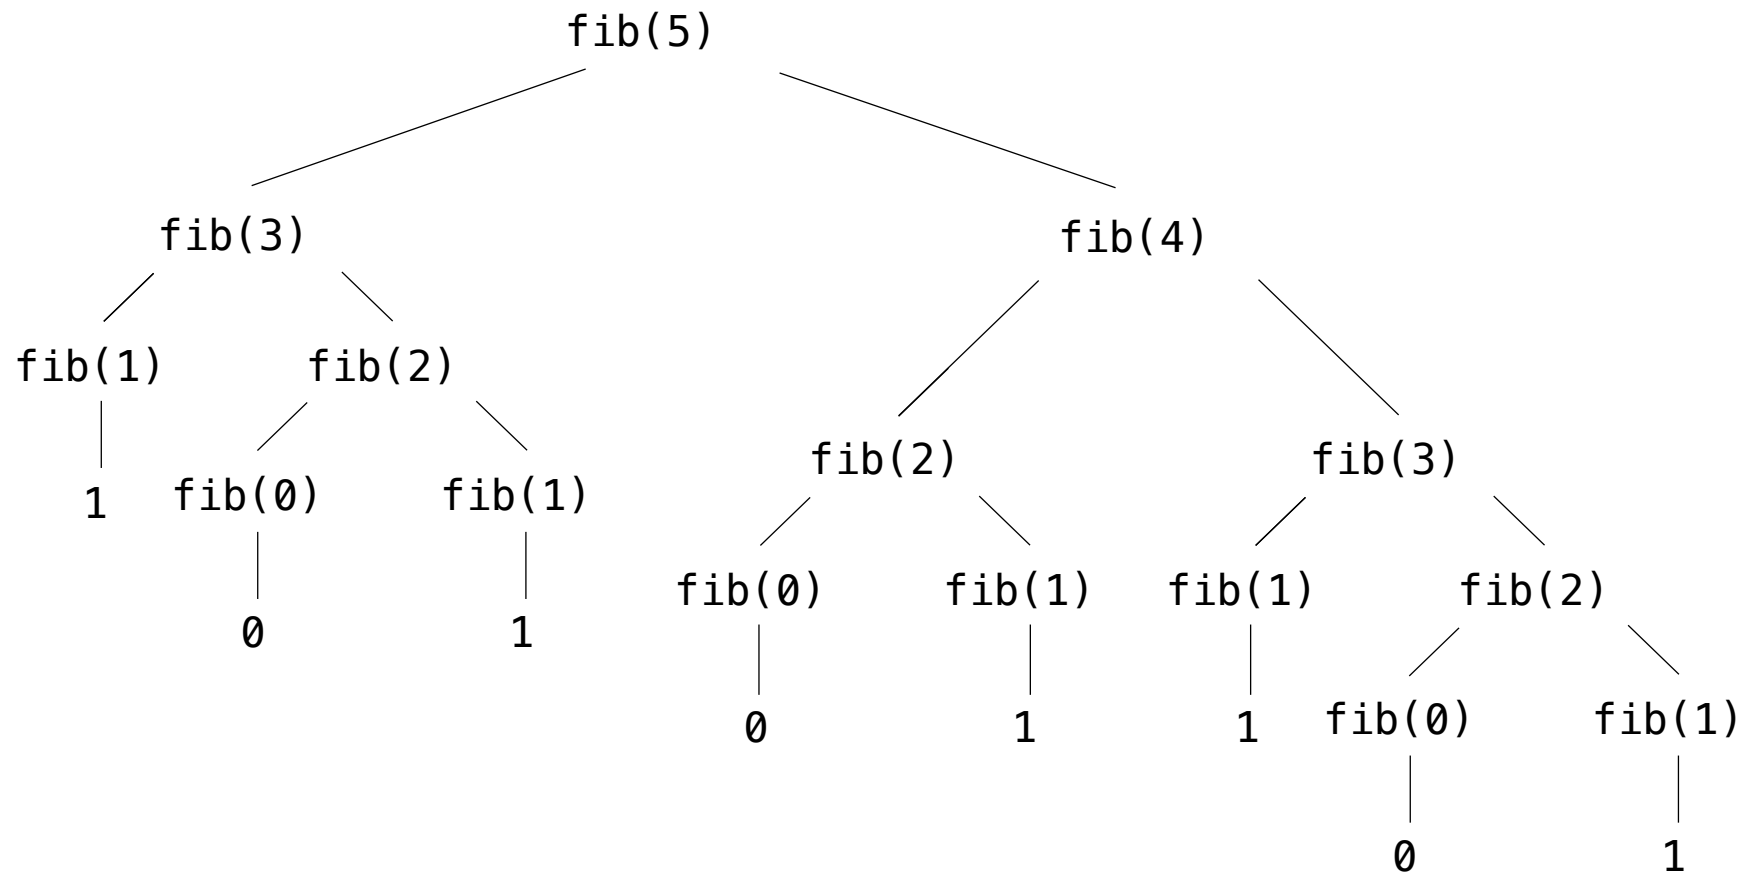 fib(5)
fib(3) fib(4)
fib(1) fib(2)
fib(2) fib(3)
1 fib(0) fib(1)
fib(0) fib(1) fib(1) fib(2)
0 1
0 1 1 fib(0) fib(1)
0 1